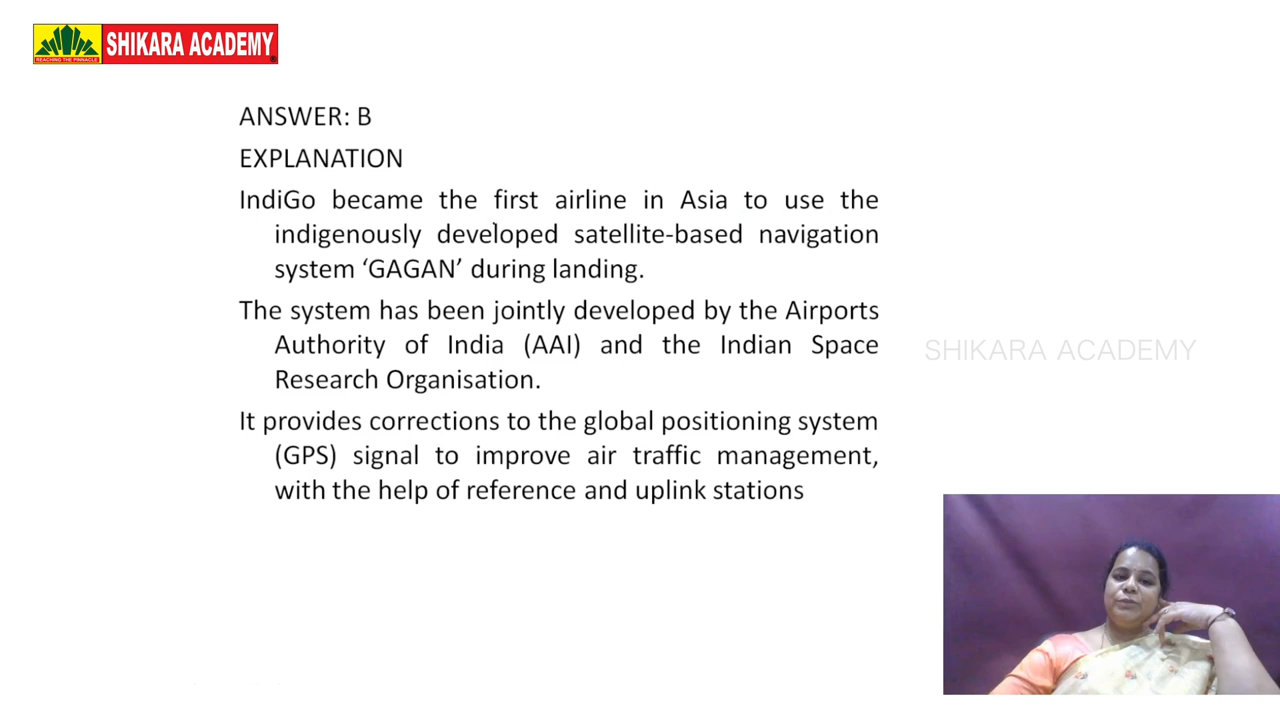 SHIKARA ACADEMY
REACHING THE PINNACLE
ANSWER: B
EXPLANATION
IndiGo became the first airline in Asia to use the
indigenously developed satellite-based navigation
system ‘GAGAN’ during landing.
The system has been jointly developed by the Airports
Authority of India (AAI) and the Indian Space
Research Organisation.
It provides corrections to the global positioning system
(GPS) signal to improve air traffic management,
with the help of reference and uplink stations
SHIKARA ACADEMY